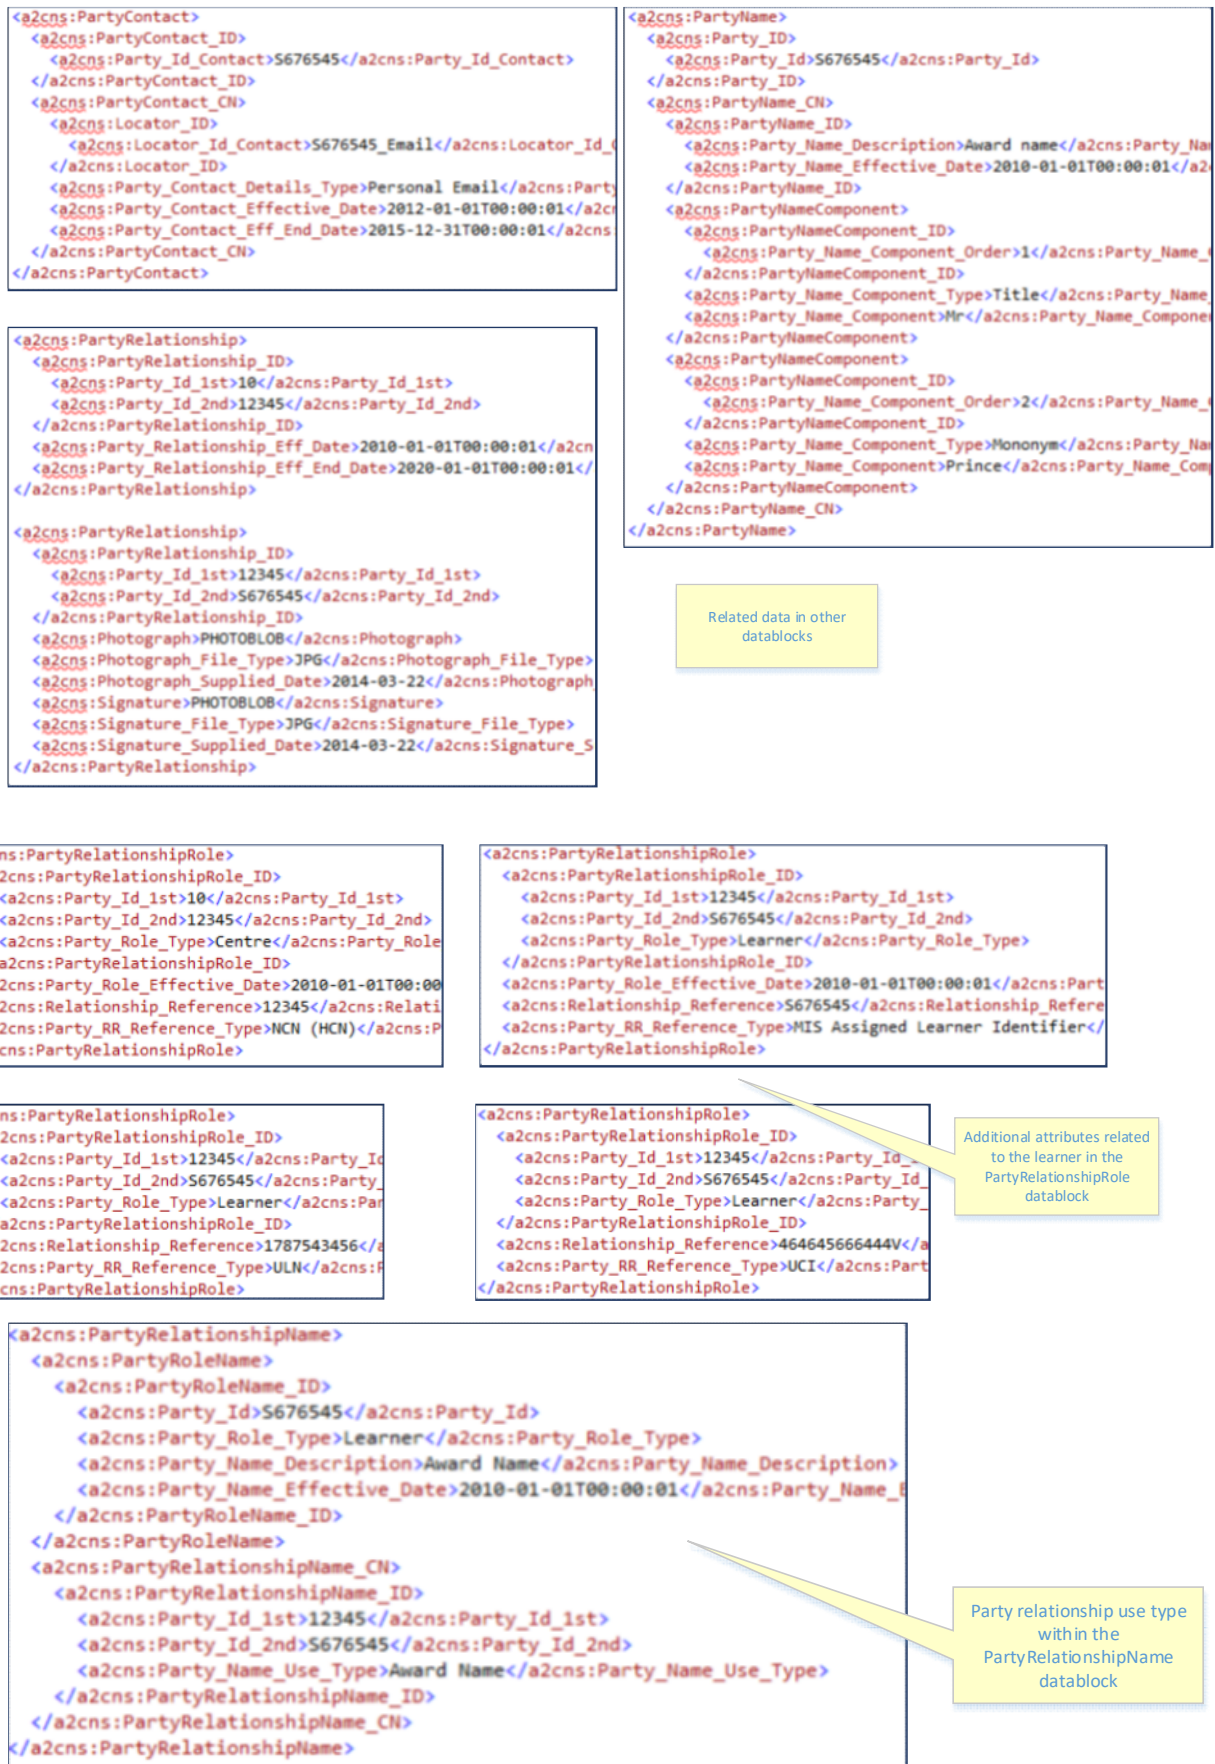 <a2cns:PartyContact>
<a2cns:PartyContact_ID>
<a2cns:Party_Id_Contact>S676545</a2cns:Party_Id_Contact>
</a2cns:PartyContact_ID>
<a2cns:PartyContact_CN>
<a2cns:Locator_ID>
<a2cns:Locator_Id_Contact>S676545_Email</a2cns:Locator_Id_C
</a2cns:Locator_ID>
<a2cns:Party_Contact_Details_Type>Personal Email</a2cns:Party
<a2cns:Party_Contact_Effective_Date>2012-01-01T00:00:01</a2cn
<a2cns:Party_Contact_Eff_End_Date>2015-12-31T00:00:01</a2cns:
</a2cns:PartyContact_CN>
</a2cns:PartyContact>
<a2cns:PartyName>
<a2cns:Party_ID>
<a2cns:Party_Id>S676545</a2cns:Party_Id>
</a2cns:Party_ID>
<a2cns:PartyName_CN>
<a2cns:PartyName_ID>
<a2cns:Party_Name_Description>Award name</a2cns:Party_Na
<a2cns:Party_Name_Effective_Date>2010-01-01T00:00:01</a2
</a2cns:PartyName_ID>
<a2cns:PartyNameComponent>
<a2cns:PartyNameComponent_ID>
<a2cns:Party_Name_Component_Order>1</a2cns:Party_Name_
</a2cns:PartyNameComponent_ID>
<a2cns:Party_Name_Component_Type>Title</a2cns:Party_Name_
<a2cns:Party_Name_Component>Mr</a2cns:Party_Name_Compone
</a2cns:PartyNameComponent>
<a2cns:PartyNameComponent>
<a2cns:PartyNameComponent_ID>
<a2cns:Party_Name_Component_Order>2</a2cns:Party_Name_
</a2cns:PartyNameComponent_ID>
<a2cns:Party_Name_Component_Type>Mononym</a2cns:Party_Na
<a2cns:Party_Name_Component>Prince</a2cns:Party_Name_Com
</a2cns:PartyNameComponent>
</a2cns:PartyName_CN>
</a2cns:PartyName>
<a2cns:PartyRelationship>
<a2cns:PartyRelationship_ID>
<a2cns:Party_Id_1st>10</a2cns:Party_Id_1st>
<a2cns:Party_Id_2nd>12345</a2cns:Party_Id_2nd>
</a2cns:PartyRelationship_ID>
<a2cns:Party_Relationship_Eff_Date>2010-01-01T00:00:01</a2cn
<a2cns:Party_Relationship_Eff_End_Date>2020-01-01T00:00:01</
</a2cns:PartyRelationship>
<a2cns:PartyRelationship>
<a2cns:PartyRelationship_ID>
<a2cns:Party_Id_1st>12345</a2cns:Party_Id_1st>
<a2cns:Party_Id_2nd>S676545</a2cns:Party_Id_2nd>
</a2cns:PartyRelationship_ID>
<a2cns:Photograph>PHOTOBLOB</a2cns:Photograph>
<a2cns:Photograph_File_Type>JPG</a2cns:Photograph_File_Type>
<a2cns:Photograph_Supplied_Date>2014-03-22</a2cns:Photograph_
<a2cns:Signature>PHOTOBLOB</a2cns:Signature>
<a2cns:Signature_File_Type>JPG</a2cns:Signature_File_Type>
<a2cns:Signature_Supplied_Date>2014-03-22</a2cns:Signature_S
</a2cns:PartyRelationship>
Related data in other
datablocks
ns:PartyRelationshipRole>
2cns:PartyRelationshipRole_ID>
<a2cns:Party_Id_1st>10</a2cns:Party_Id_1st>
<a2cns:Party_Id_2nd>12345</a2cns:Party_Id_2nd>
<a2cns:Party_Role_Type>Centre</a2cns:Party_Role
a2cns:PartyRelationshipRole_ID>
2cns:Party_Role_Effective_Date>2010-01-01T00:00
2cns:Relationship_Reference>12345</a2cns:Relati
2cns:Party_RR_Reference_Type>NCN (HCN)</a2cns:P
cns:PartyRelationshipRole>
<a2cns:PartyRelationshipRole>
<a2cns:PartyRelationshipRole_ID>
<a2cns:Party_Id_1st>12345</a2cns:Party_Id_1st>
<a2cns:Party_Id_2nd>S676545</a2cns:Party_Id_2nd>
<a2cns:Party_Role_Type>Learner</a2cns:Party_Role_Type>
</a2cns:PartyRelationshipRole_ID>
<a2cns:Party_Role_Effective_Date>2010-01-01T00:00:01</a2cns:Part
<a2cns:Relationship_Reference>S676545</a2cns:Relationship_Refere
<a2cns:Party_RR_Reference_Type>MIS Assigned Learner Identifier</
</a2cns:PartyRelationshipRole>
ns:PartyRelationshipRole>
2cns:PartyRelationshipRole_ID>
<a2cns:Party_Id_1st>12345</a2cns:Party_Id
<a2cns:Party_Id_2nd>S676545</a2cns:Party_
<a2cns:Party_Role_Type>Learner</a2cns:Par
a2cns:PartyRelationshipRole_ID>
2cns:Relationship_Reference>1787543456</a
2cns:Party_RR_Reference_Type>ULN</a2cns:P
cns:PartyRelationshipRole>
<a2cns:PartyRelationshipRole>
<a2cns:PartyRelationshipRole_ID>
<a2cns:Party_Id_1st>12345</a2cns:Party_Id_1
<a2cns:Party_Id_2nd>S676545</a2cns:Party_Id_
<a2cns:Party_Role_Type>Learner</a2cns:Party_
</a2cns:PartyRelationshipRole_ID>
<a2cns:Relationship_Reference>464645666444V</a
<a2cns:Party_RR_Reference_Type>UCI</a2cns:Part
</a2cns:PartyRelationshipRole>
Additional attributes related
to the learner in the
PartyRelationshipRole
datablock
<a2cns:PartyRelationshipName>
<a2cns:PartyRoleName>
<a2cns:PartyRoleName_ID>
<a2cns:Party_Id>S676545</a2cns:Party_Id>
<a2cns:Party_Role_Type>Learner</a2cns:Party_Role_Type>
<a2cns:Party_Name_Description>Award Name</a2cns:Party_Name_Description>
<a2cns:Party_Name_Effective_Date>2010-01-01T00:00:01</a2cns:Party_Name_E
</a2cns:PartyRoleName_ID>
</a2cns:PartyRoleName>
<a2cns:PartyRelationshipName_CN>
<a2cns:PartyRelationshipName_ID>
<a2cns:Party_Id_1st>12345</a2cns:Party_Id_1st>
<a2cns:Party_Id_2nd>S676545</a2cns:Party_Id_2nd>
<a2cns:Party_Name_Use_Type>Award Name</a2cns:Party_Name_Use_Type>
</a2cns:PartyRelationshipName_ID>
</a2cns:PartyRelationshipName_CN>
</a2cns:PartyRelationshipName>
Party relationship use type
within the
PartyRelationshipName
datablock